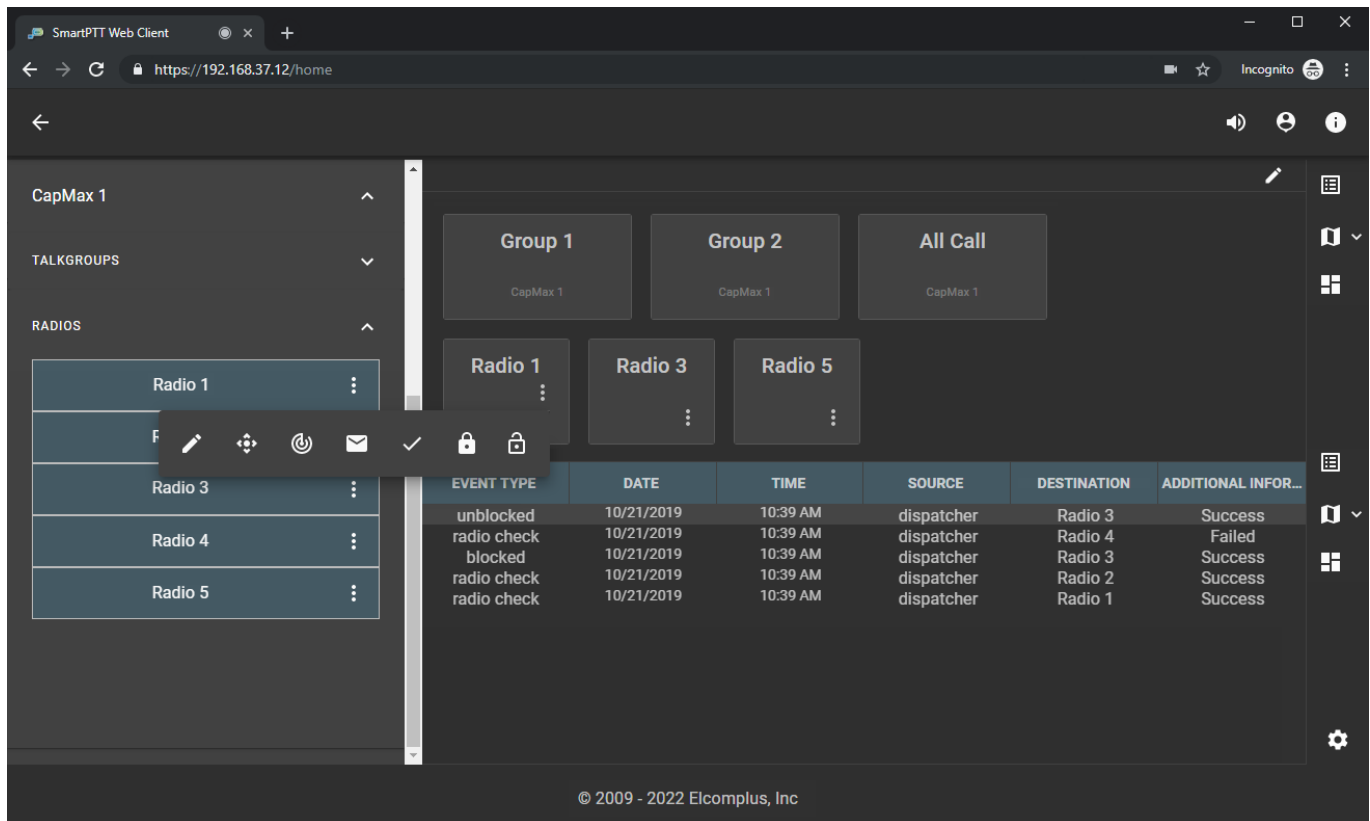 SmartPTT Web Client
https://192.168.37.12/home
Incognito
CapMax 1
TALKGROUPS
RADIOS
Radio 1
Radio 3
Radio 4
Radio 5
Group 1
CapMax 1
Group 2
CapMax 1
All Call
CapMax 1
Radio 1
Radio 3
Radio 5
EVENT TYPE DATE TIME SOURCE DESTINATION ADDITIONAL INFOR...
unblocked 10/21/2019 10:39 AM dispatcher Radio 3 Success
radio check 10/21/2019 10:39 AM dispatcher Radio 4 Failed
blocked 10/21/2019 10:39 AM dispatcher Radio 3 Success
radio check 10/21/2019 10:39 AM dispatcher Radio 2 Success
radio check 10/21/2019 10:39 AM dispatcher Radio 1 Success
© 2009 - 2022 Elcomplus, Inc